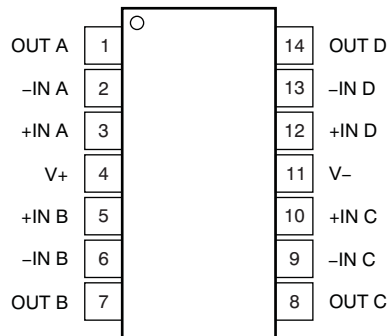 OUT A 1 14 OUT D
–IN A 2 13 –IN D
+IN A 3 12 +IN D
V+ 4 11 V–
+IN B 5 10 +IN C
–IN B 6 9 –IN C
OUT B 7 8 OUT C